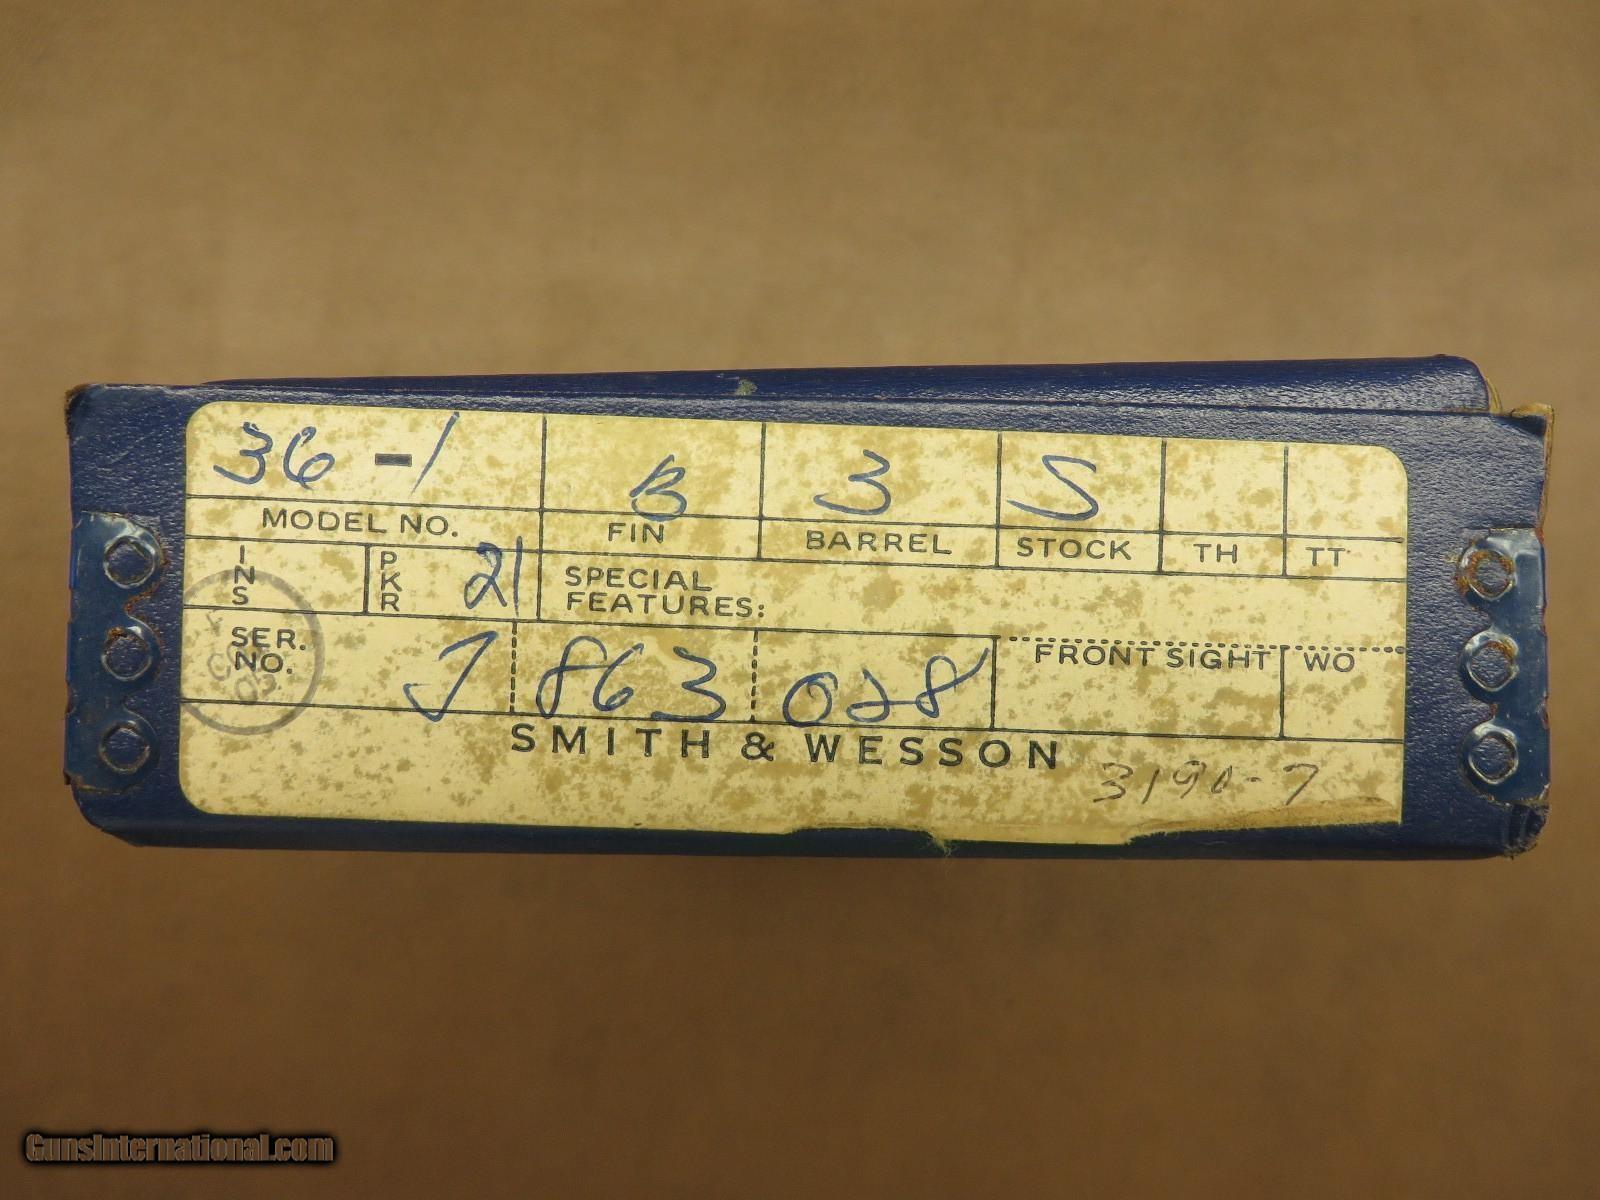 36-1 B 3 S
MODEL NO. FIN BARREL STOCK TH TT
INS PKR 21 SPECIAL
FEATURES:
SER.
NO. J 863 028 FRONT SIGHT WO
SMITH & WESSON
3190-7
GunsInternational.com